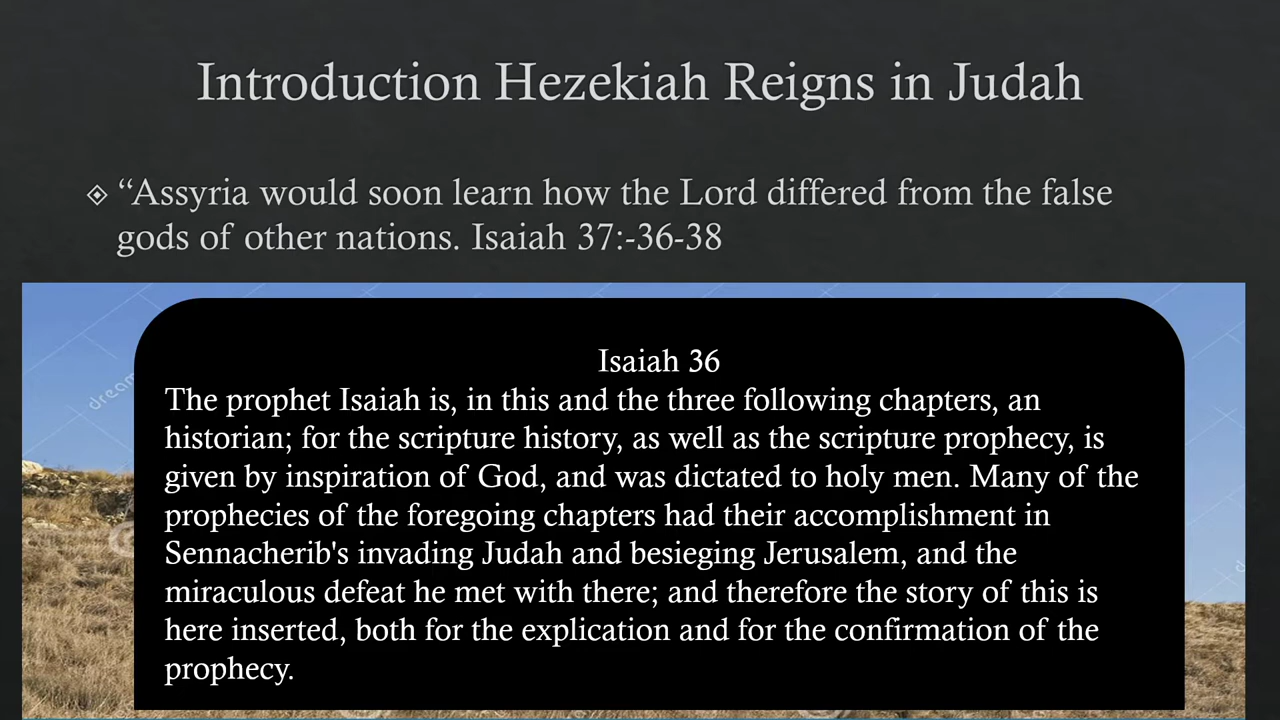 Introduction Hezekiah Reigns in Judah
“Assyria would soon learn how the Lord differed from the false
gods of other nations. Isaiah 37:-36-38
Isaiah 36
The prophet Isaiah is, in this and the three following chapters, an
historian; for the scripture history, as well as the scripture prophecy, is
given by inspiration of God, and was dictated to holy men. Many of the
prophecies of the foregoing chapters had their accomplishment in
Sennacherib's invading Judah and besieging Jerusalem, and the
miraculous defeat he met with there; and therefore the story of this is
here inserted, both for the explication and for the confirmation of the
prophecy.